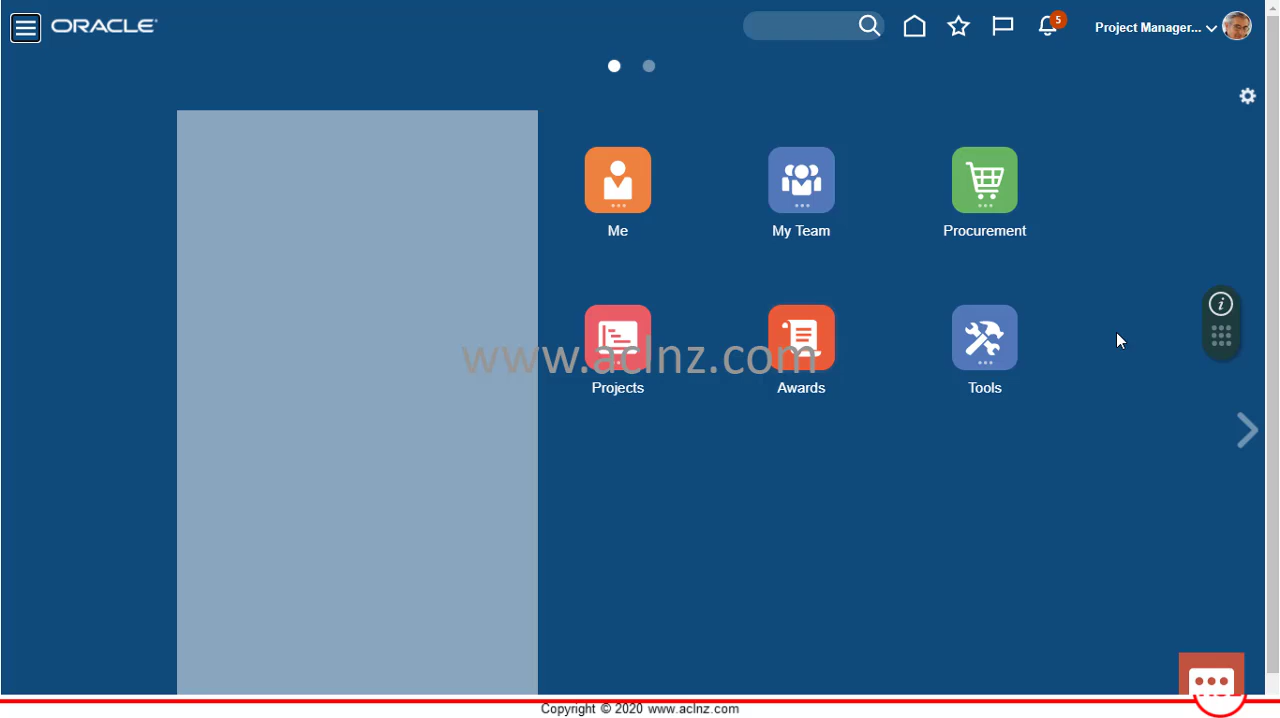 ORACLE
5
Project Manager...
Me
My Team
Procurement
www.aclnz.com
Projects
Awards
Tools
Copyright © 2020 www.aclnz.com